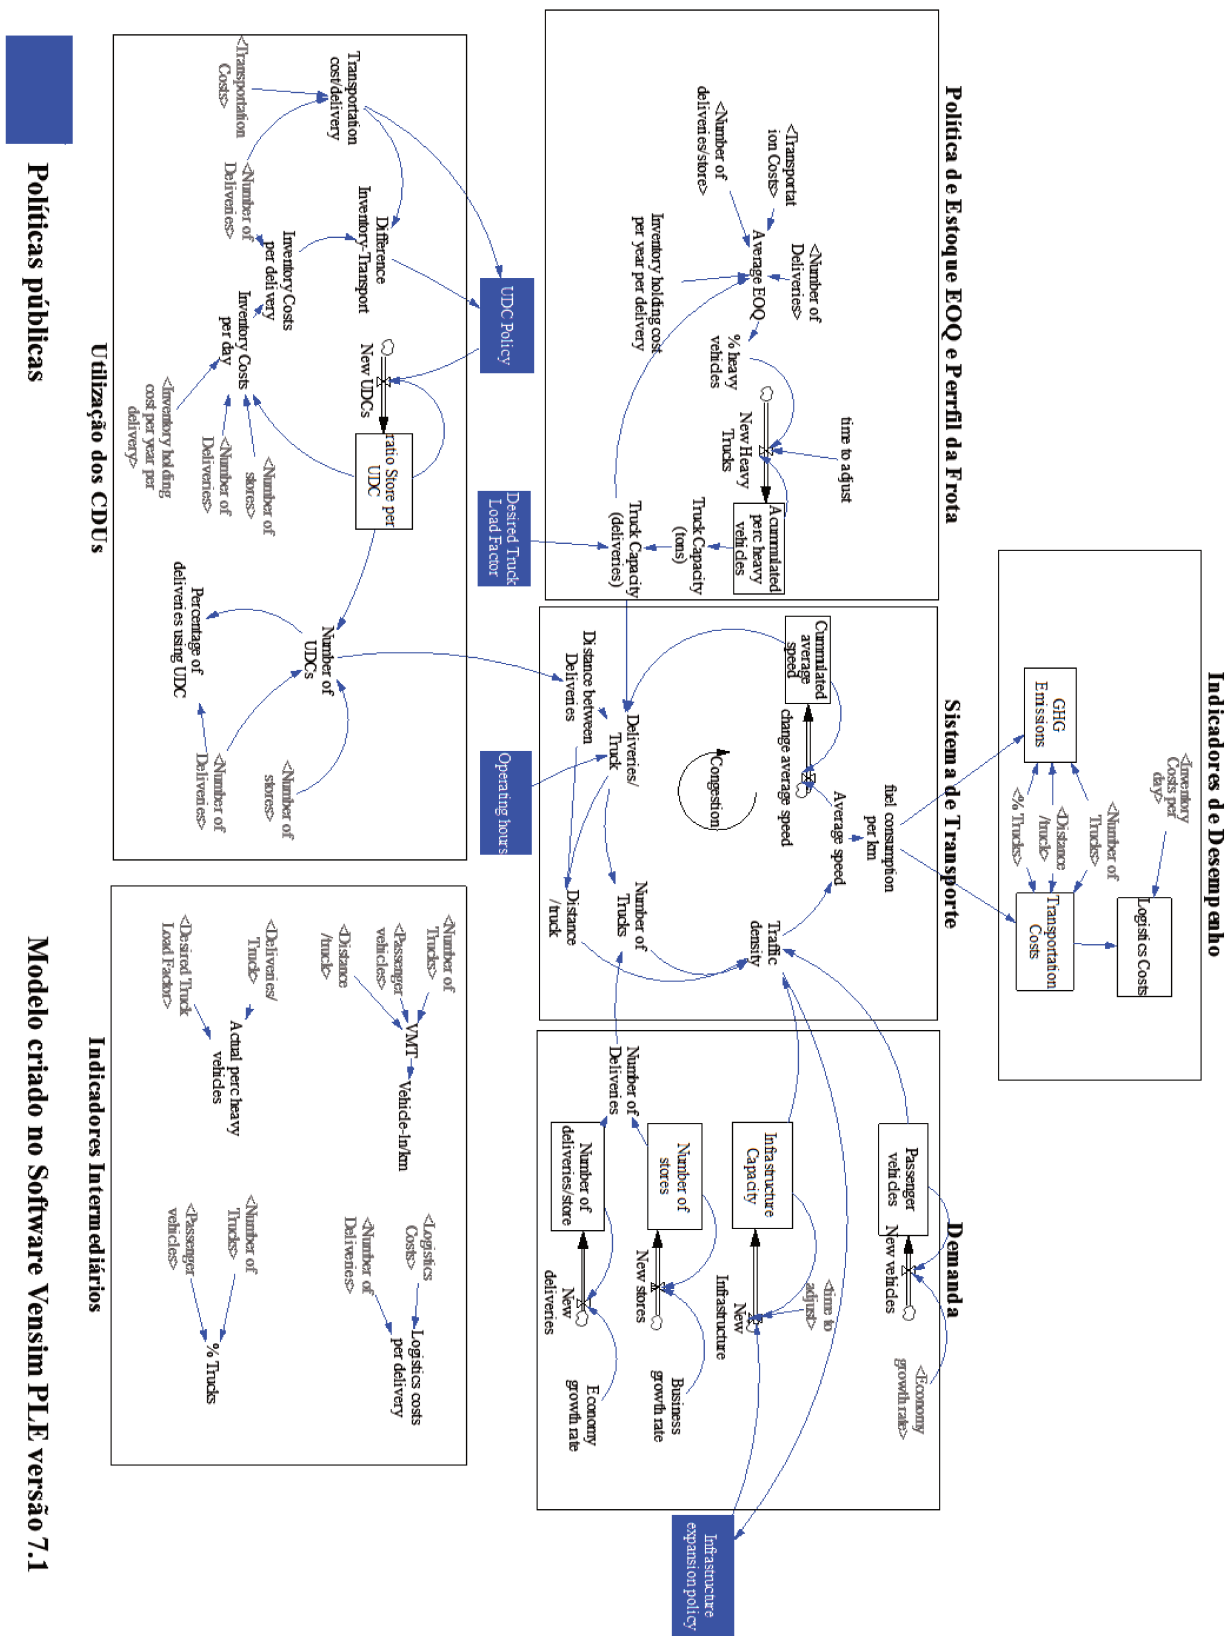 Indicadores de Desempenho
<Inventory
Costs per
day>
Logistics Costs
GHG
Emissions
<Number of
Trucks>
<Distance
/truck>
<% Trucks>
Transportation
Costs
Política de Estoque EOQ e Perrfil da Frota
<Transportat
ion Costs>
<Number of
deliveries/store>
<Number of
Deliveries>
Average EOQ
Inventory holding cost
per year per delivery
% heavy
vehicles
time to adjust
New Heavy
Trucks
Acummulated
perc heavy
vehicles
Truck Capacity
(tons)
Truck Capacity
(deliveries)
Desired Truck
Load Factor
Sistema de Transporte
fuel consumption
per km
Average speed
Cummulated
average
speed
change average speed
Congestion
Traffic
density
Distance between
Deliveries
Deliveries/
Truck
Number of
Trucks
Distance
/truck
Operating hours
Demanda
Passenger
vehicles
New vehicles
<Economy
growth rate>
<time to
adjust>
Infrastructure
Capacity
New
Infrastructure
Number of
stores
New stores
Business
growth rate
Number of
Deliveries
Number of
deliveries/store
New
deliveries
Economy
growth rate
Infrastructure
expansion policy
UDC Policy
Transportation
cost/delivery
<Transportation
Costs>
<Number of
Deliveries>
Difference
Inventory-Transport
Inventory Costs
per delivery
Inventory Costs
per day
New UDCs
ratio Store per
UDC
<Inventory holding
cost per year per
delivery>
<Number of
Deliveries>
<Number of
stores>
Number of
UDCs
Percentage of
deliveries using UDC
<Number of
Deliveries>
<Number of
stores>
Utilização dos CDUs
<Number of
Trucks>
<Passenger
vehicles>
<Distance
/truck>
VMT
Vehicle-ln/km
<Logistics
Costs>
<Number of
Deliveries>
Logistics costs
per delivery
<Deliveries/
Truck>
<Desired Truck
Load Factor>
Actual perc heavy
vehicles
<Number of
Trucks>
<Passenger
vehicles>
% Trucks
Indicadores Intermediários
Políticas públicas
Modelo criado no Software Vensim PLE versão 7.1